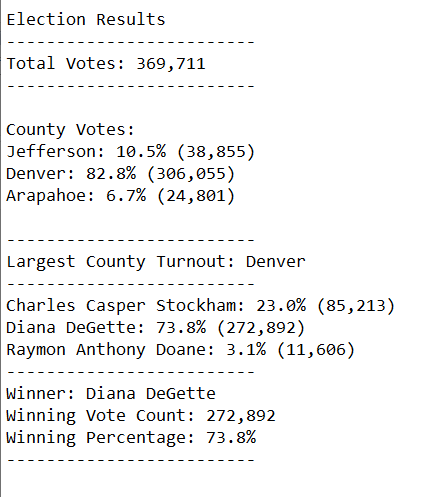 Election Results
-------------------------
Total Votes: 369,711
-------------------------
County Votes:
Jefferson: 10.5% (38,855)
Denver: 82.8% (306,055)
Arapahoe: 6.7% (24,801)
-------------------------
Largest County Turnout: Denver
-------------------------
Charles Casper Stockham: 23.0% (85,213)
Diana DeGette: 73.8% (272,892)
Raymon Anthony Doane: 3.1% (11,606)
-------------------------
Winner: Diana DeGette
Winning Vote Count: 272,892
Winning Percentage: 73.8%
-------------------------